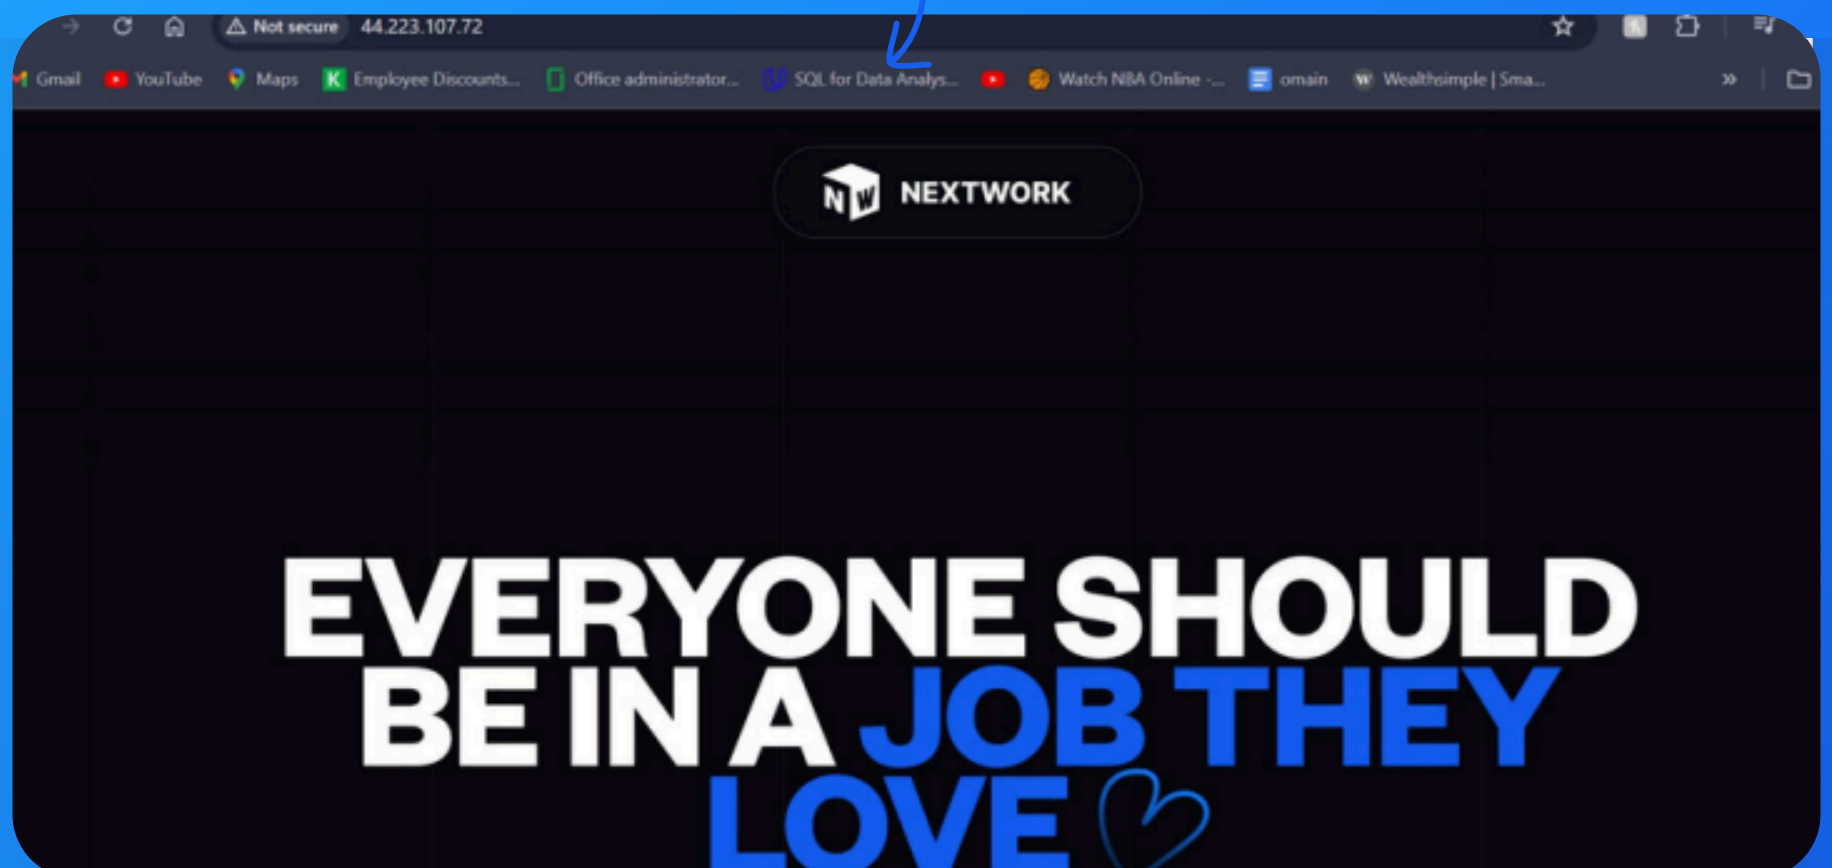 Not secure 44.223.107.72
Gmail YouTube Maps K Employee Discounts... Office administrator... SQL for Data Analys... Watch NBA Online -... omain W Wealthsimple | Sma... »
NW NEXTWORK
EVERYONE SHOULD
BE IN A JOB THEY
LOVE